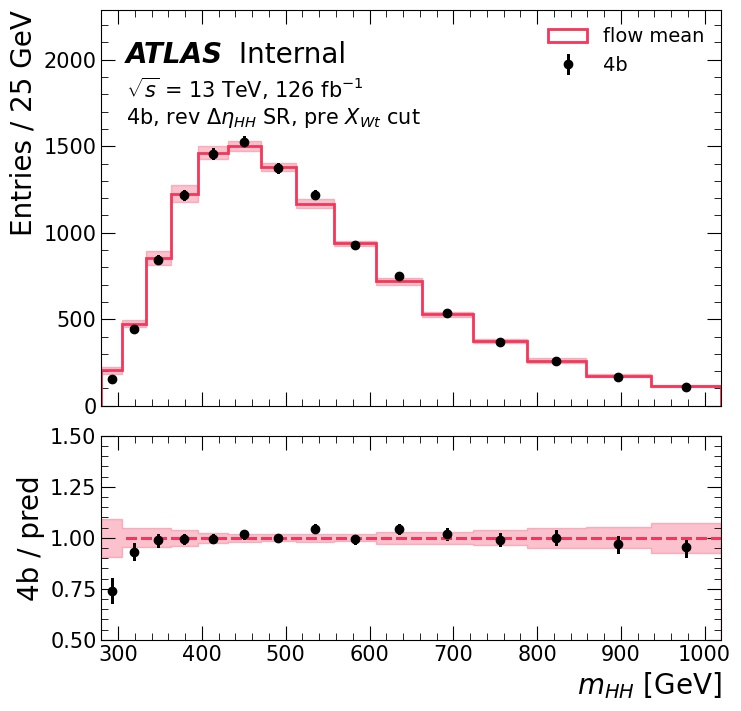 Entries / 25 GeV
2000
1500
1000
500
0
ATLAS Internal
√s = 13 TeV, 126 fb⁻¹
4b, rev Δη_HH SR, pre X_Wt cut
flow mean
4b
4b / pred
1.50
1.25
1.00
0.75
0.50
300 400 500 600 700 800 900 1000
m_HH [GeV]